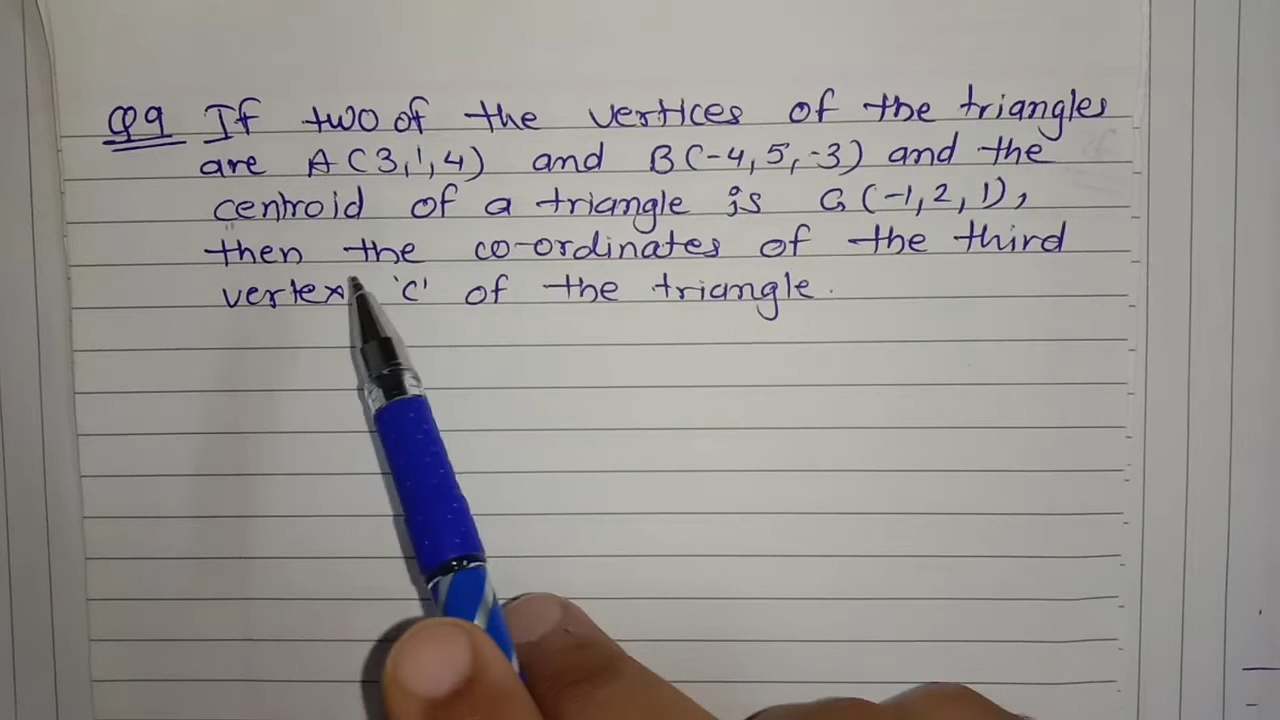 Q9 If two of the vertices of the triangles
are A(3,1,4) and B(-4,5,-3) and the
centroid of a triangle is G(-1,2,1),
then the co-ordinates of the third
vertex 'C' of the triangle.